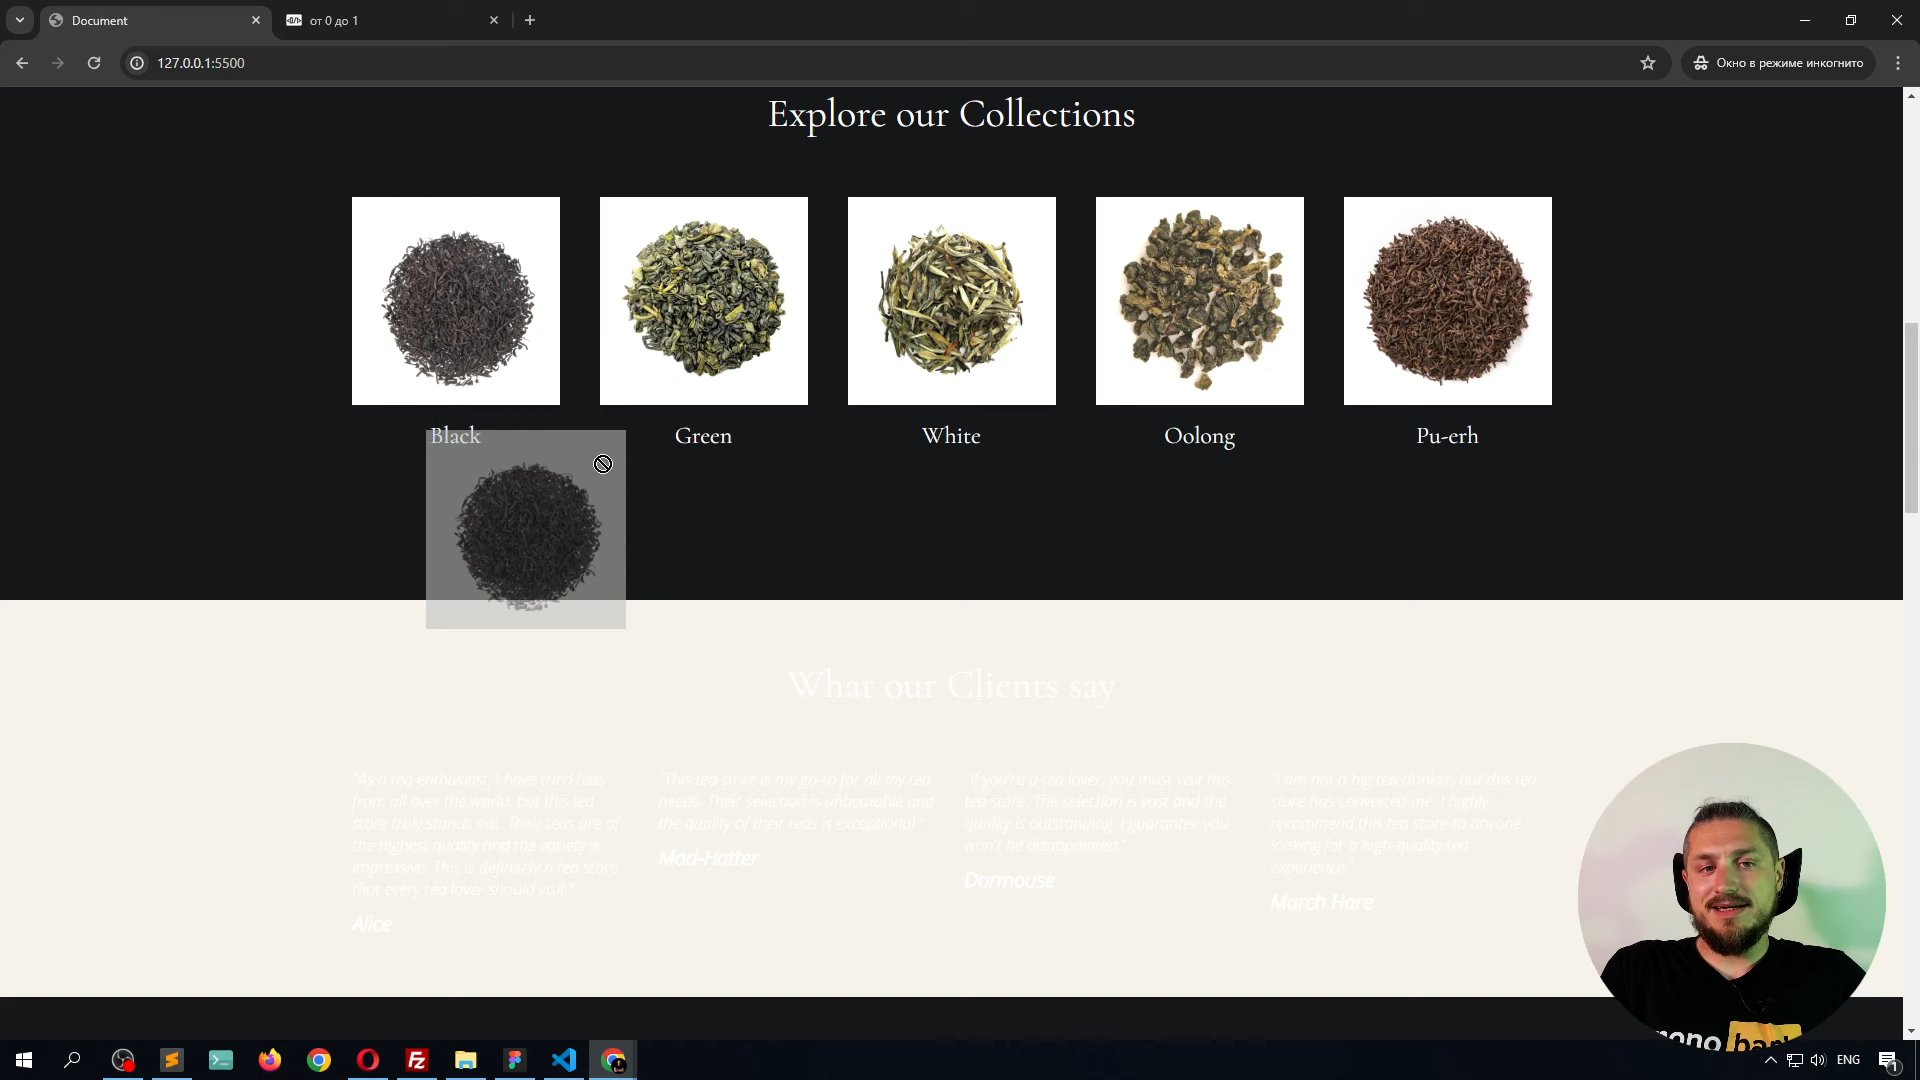 Document
от 0 до 1
127.0.0.1:5500
Окно в режиме инкогнито
Explore our Collections
Black
Green
White
Oolong
Pu-erh
What our Clients say
"As a tea enthusiast, I have tried teas
from all over the world, but this tea
store truly stands out. Their teas are of
the highest quality and the variety is
impressive. This is definitely a tea store
that every tea lover should visit."
Alice
"This tea store is my go-to for all my tea
needs. Their selection is unbeatable and
the quality of their teas is exceptional."
Mad-Hatter
"If you're a tea lover, you must visit this
tea store. The selection is vast and the
quality is outstanding. I guarantee you
won't be disappointed."
Dormouse
"I am not a big tea drinker, but this tea
store has converted me. I highly
recommend this tea store to anyone
looking for a high-quality tea
experience."
March Hare
ENG